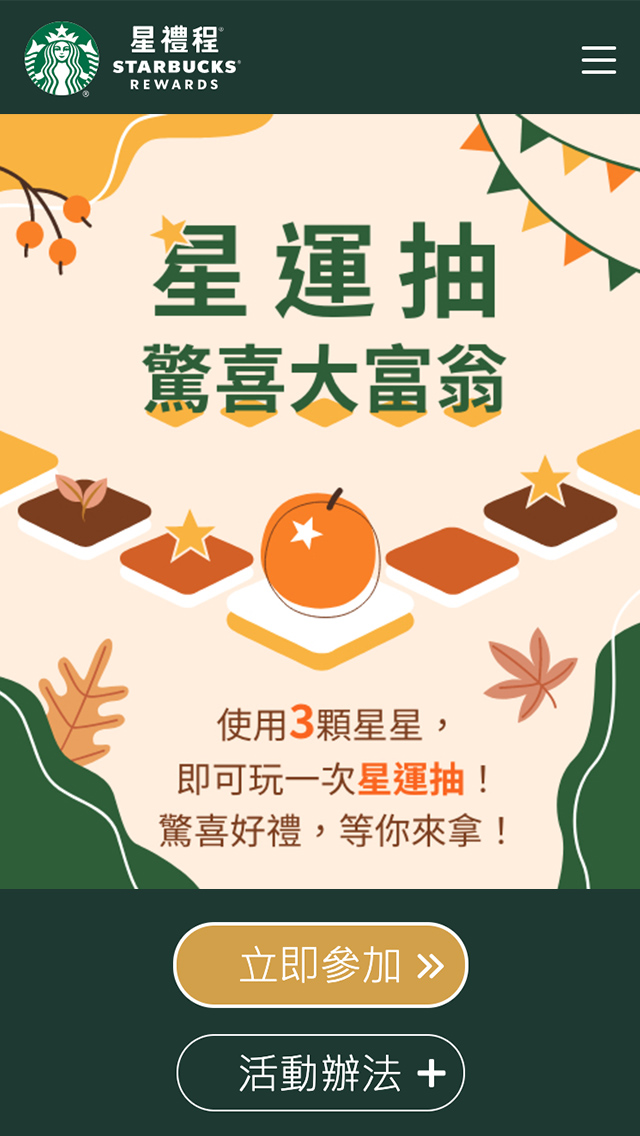 星禮程®
STARBUCKS®
REWARDS
星運抽
驚喜大富翁
使用3顆星星，
即可玩一次星運抽！
驚喜好禮，等你來拿！
立即參加 »
活動辦法 +